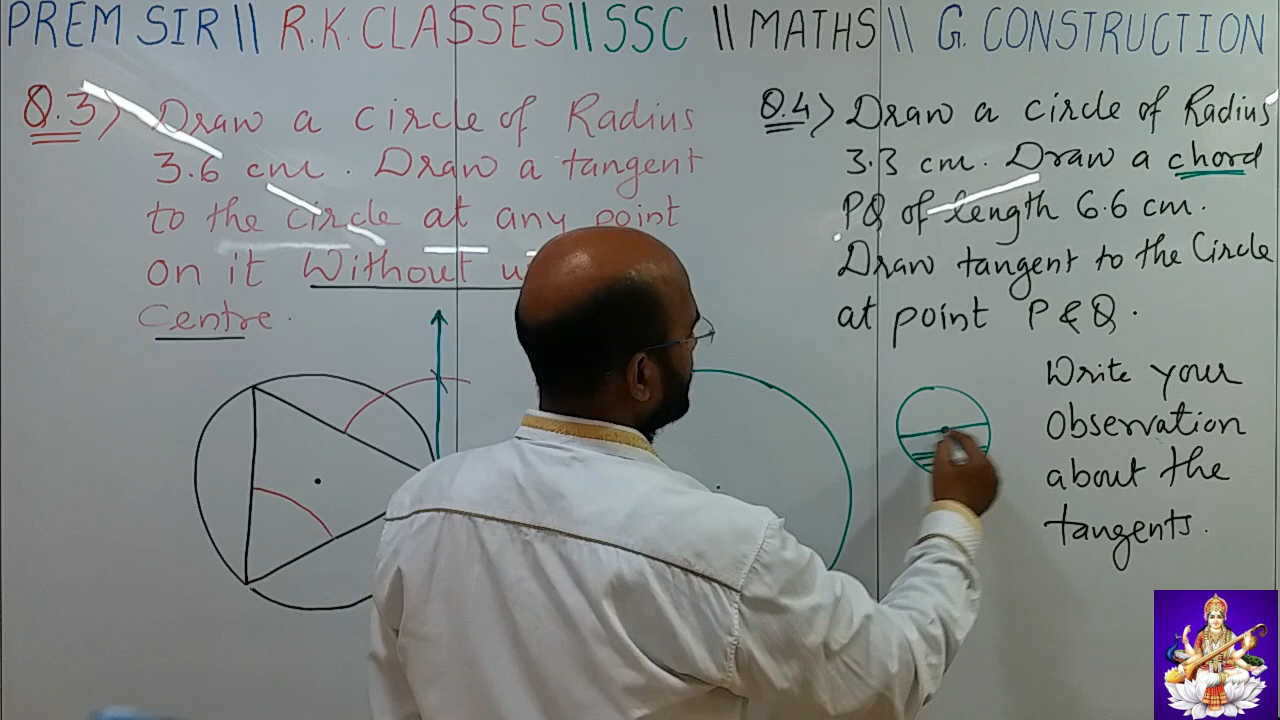 PREM SIR || R.K. CLASSES || SSC || MATHS || G. CONSTRUCTION
Q.3> Draw a circle of Radius
3.6 cm. Draw a tangent
to the circle at any point
on it Without
Centre.
Q.4> Draw a circle of Radius
3.3 cm. Draw a chord
PQ of length 6.6 cm.
Draw tangent to the Circle
at point P & Q.
Write your
Observation
about the
tangents.